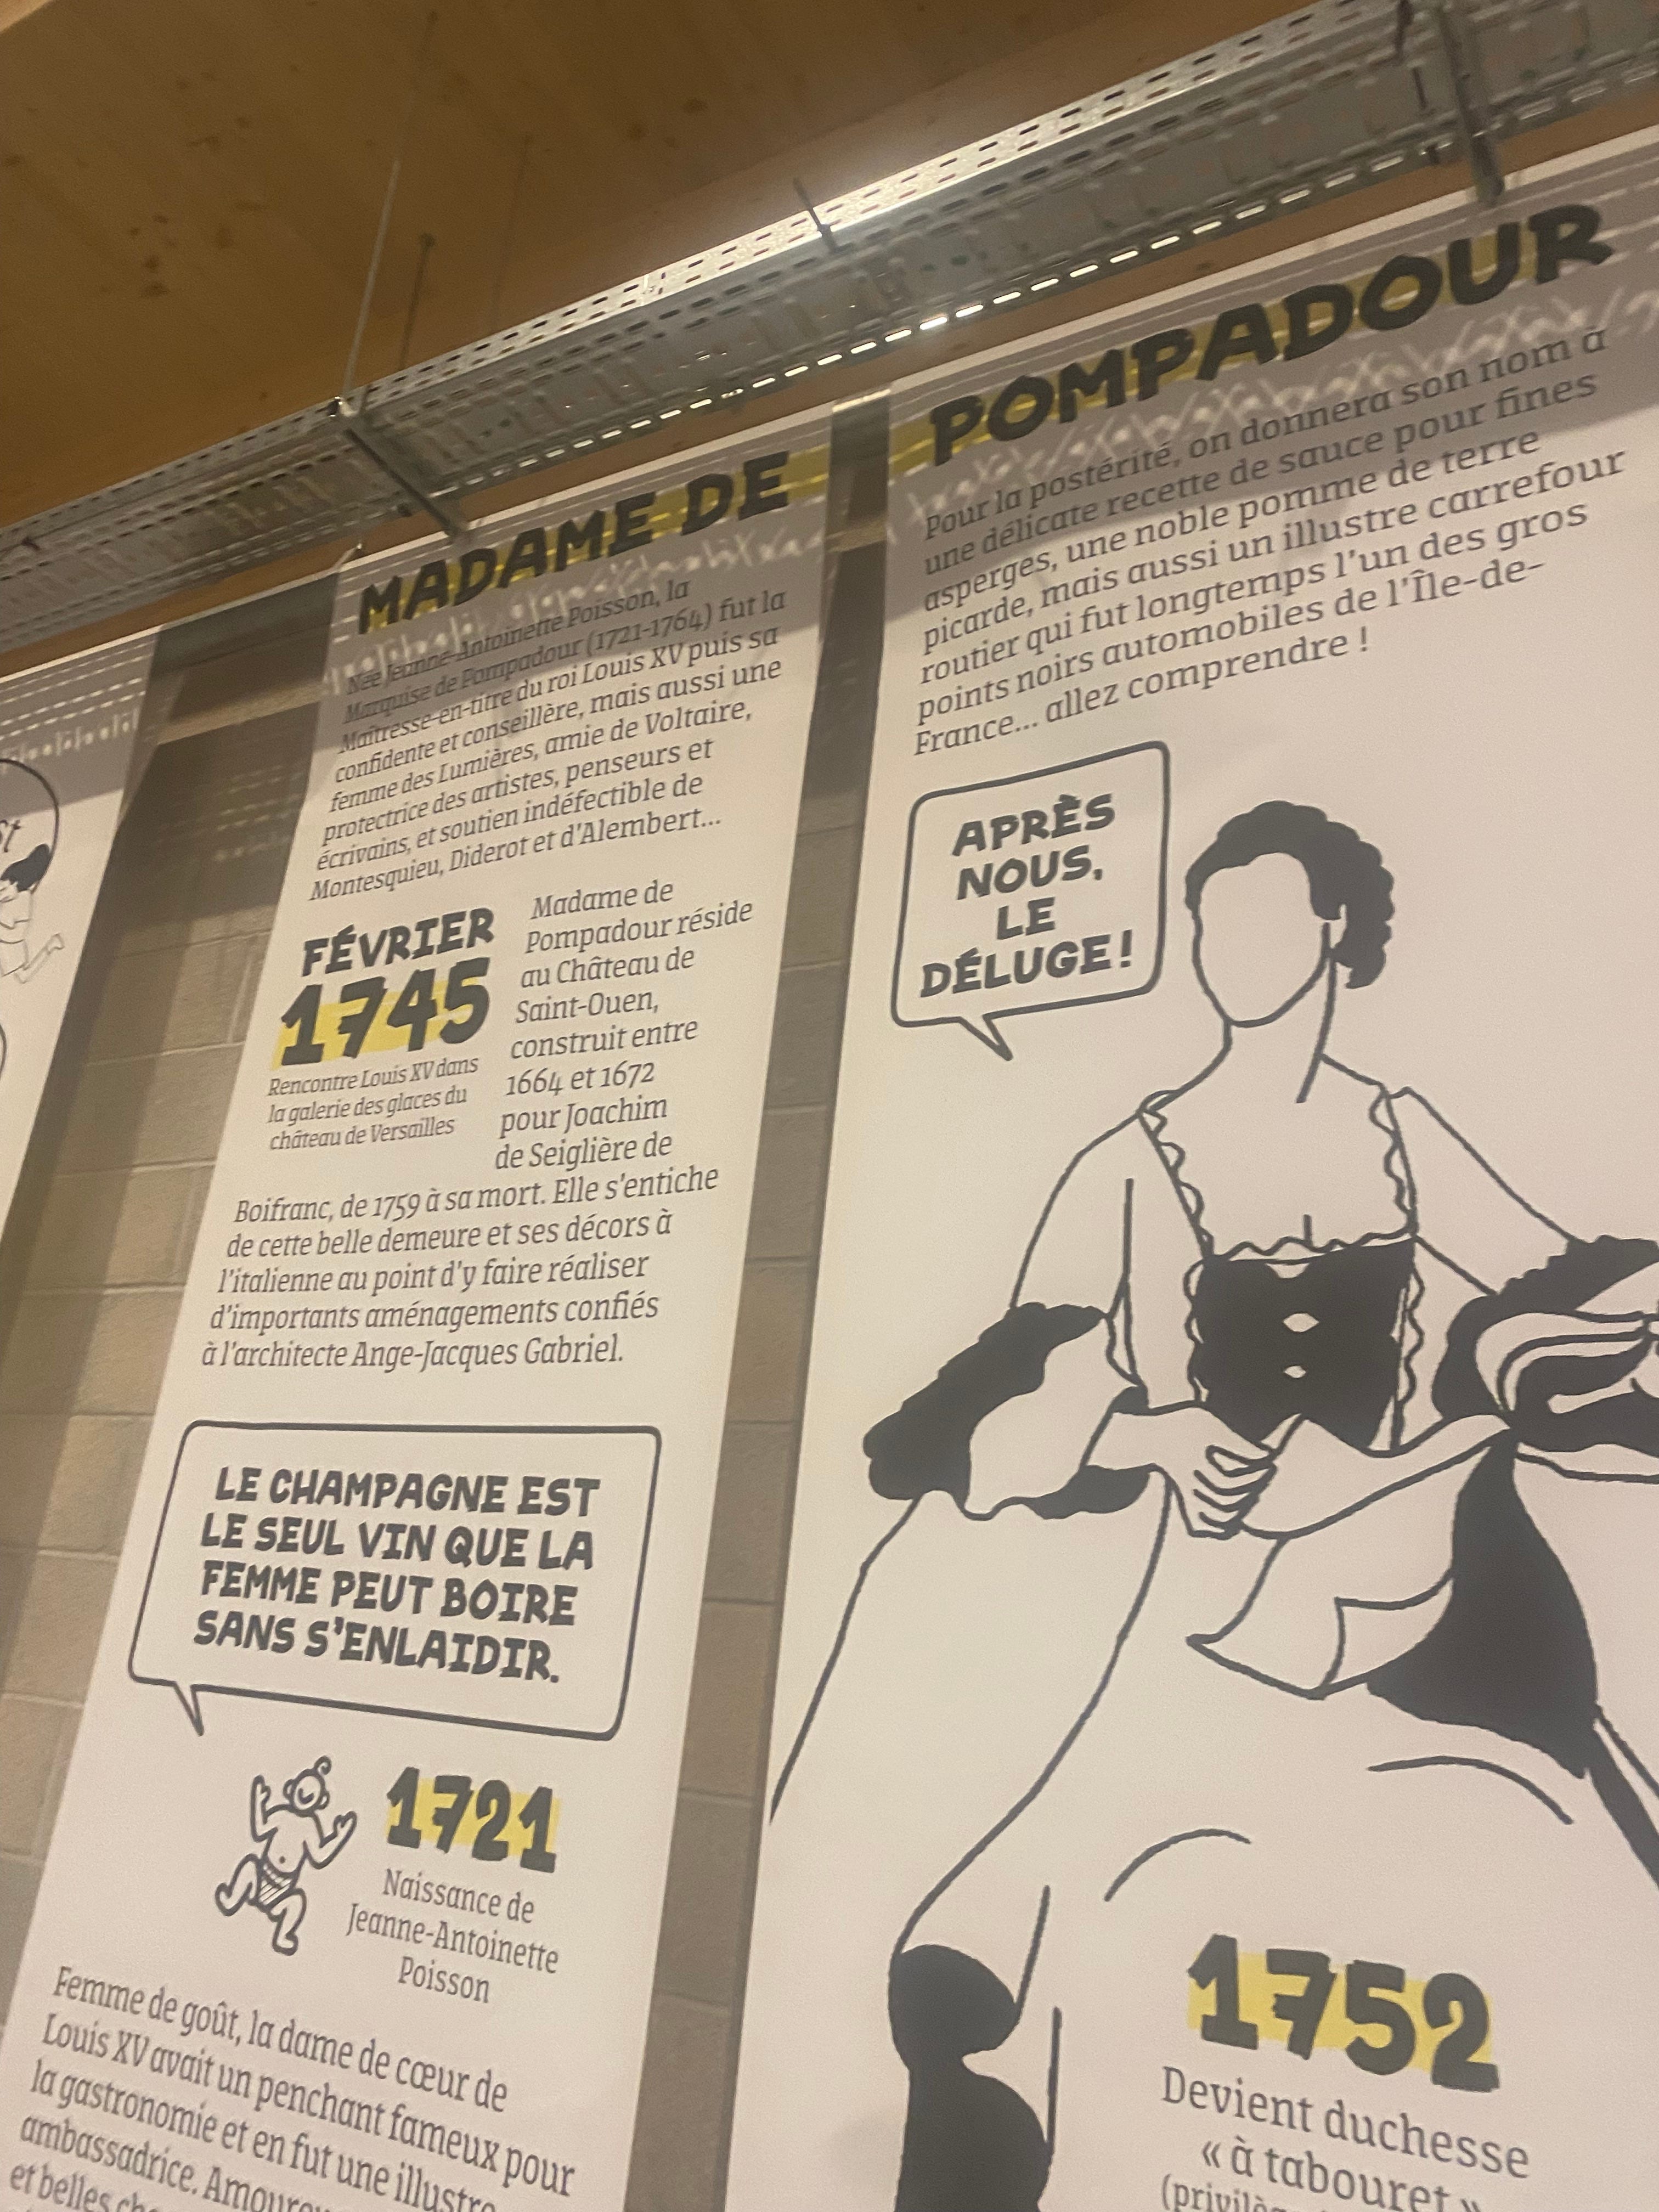 st
MADAME DE
Née Jeanne-Antoinette Poisson, la
Marquise de Pompadour (1721-1764) fut la
Maîtresse-en-titre du roi Louis XV puis sa
confidente et conseillère, mais aussi une
femme des Lumières, amie de Voltaire,
protectrice des artistes, penseurs et
écrivains, et soutien indéfectible de
Montesquieu, Diderot et d'Alembert...
FÉVRIER
1745
Rencontre Louis XV dans
la galerie des glaces du
château de Versailles
Madame de
Pompadour réside
au Château de
Saint-Ouen,
construit entre
1664 et 1672
pour Joachim
de Seiglière de
Boifranc, de 1759 à sa mort. Elle s'entiche
de cette belle demeure et ses décors à
l'italienne au point d'y faire réaliser
d'importants aménagements confiés
à l'architecte Ange-Jacques Gabriel.
LE CHAMPAGNE EST
LE SEUL VIN QUE LA
FEMME PEUT BOIRE
SANS S'ENLAIDIR.
1721
Naissance de
Jeanne-Antoinette
Poisson
Femme de goût, la dame de cœur de
Louis XV avait un penchant fameux pour
la gastronomie et en fut une illustre
ambassadrice.
et belles
POMPADOUR
Pour la postérité, on donnera son nom à
une délicate recette de sauce pour fines
asperges, une noble pomme de terre
picarde, mais aussi un illustre carrefour
routier qui fut longtemps l'un des gros
points noirs automobiles de l'Île-de-
France... allez comprendre !
APRÈS
NOUS,
LE
DÉLUGE!
1752
Devient duchesse
« à tabouret »